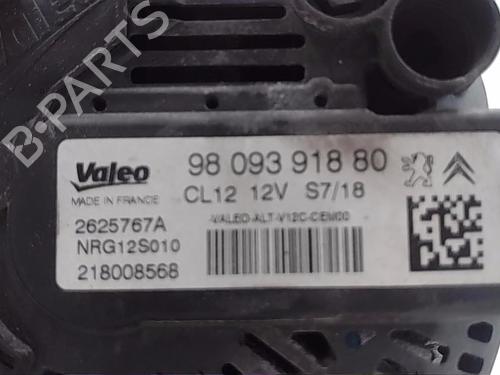 B-PARTS
Valeo
MADE IN FRANCE
98 093 918 80
CL12 12V S7/18
2625767A
NRG12S010
218008568
-VALEO-ALT-V12C-CEM00